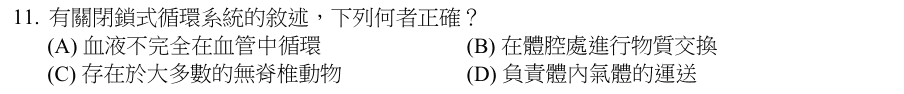 11. 有關閉鎖式循環系統的敘述，下列何者正確？
(A) 血液不完全在血管中循環 (B) 在體腔處進行物質交換
(C) 存在於大多數的無脊椎動物 (D) 負責體內氣體的運送